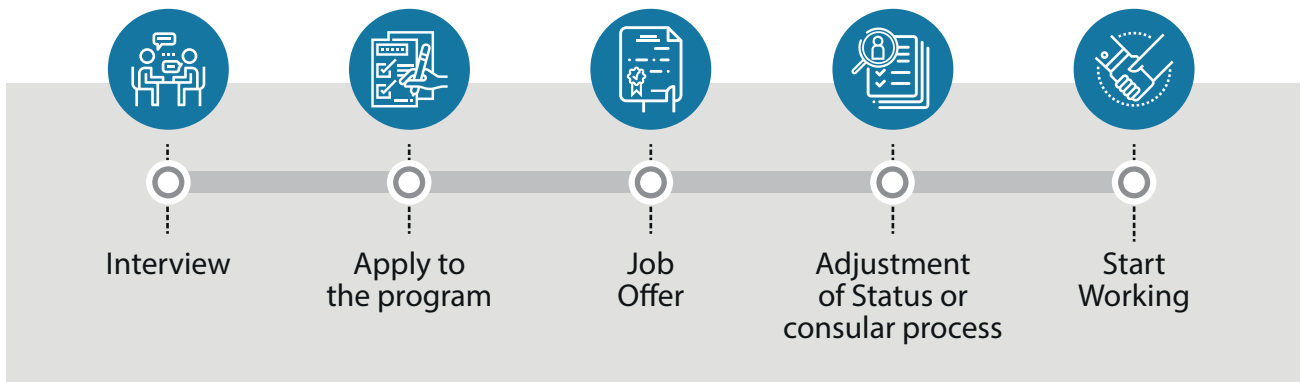 Interview
Apply to
the program
Job
Offer
Adjustment
of Status or
consular process
Start
Working